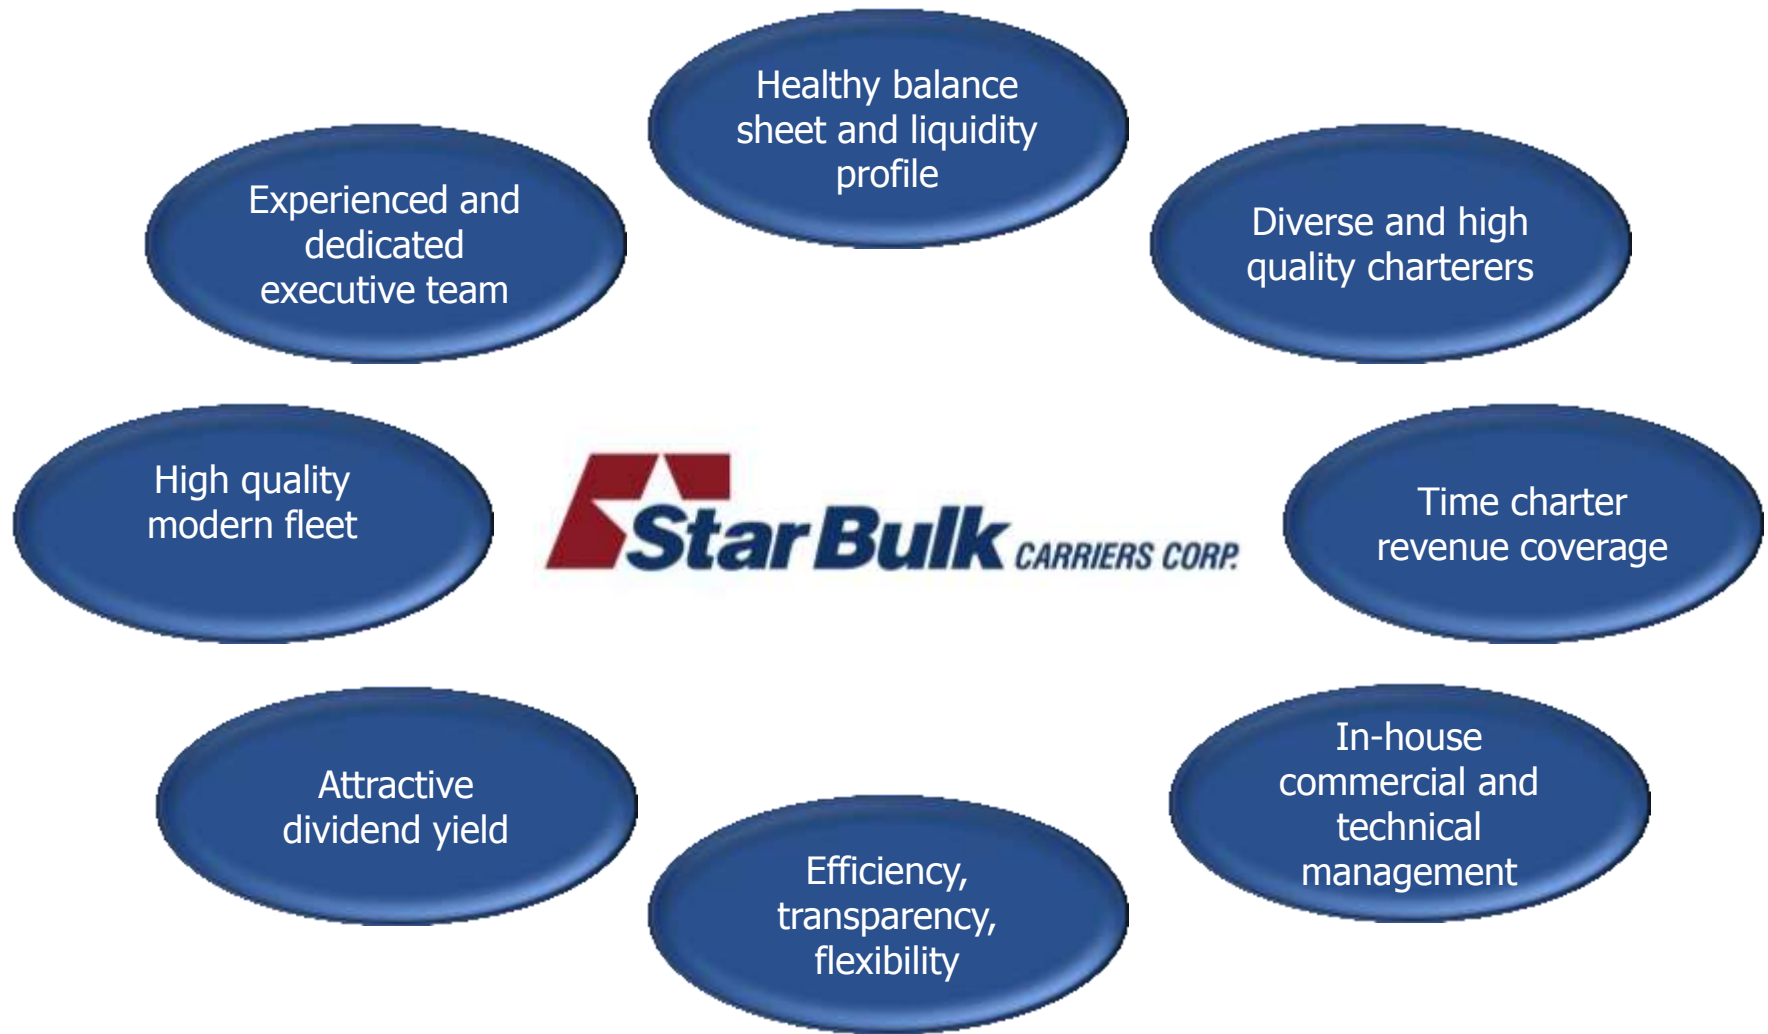 Healthy balance
sheet and liquidity
profile
Experienced and
dedicated
executive team
Diverse and high
quality charterers
High quality
modern fleet
Star Bulk CARRIERS CORP.
Time charter
revenue coverage
Attractive
dividend yield
In-house
commercial and
technical
management
Efficiency,
transparency,
flexibility